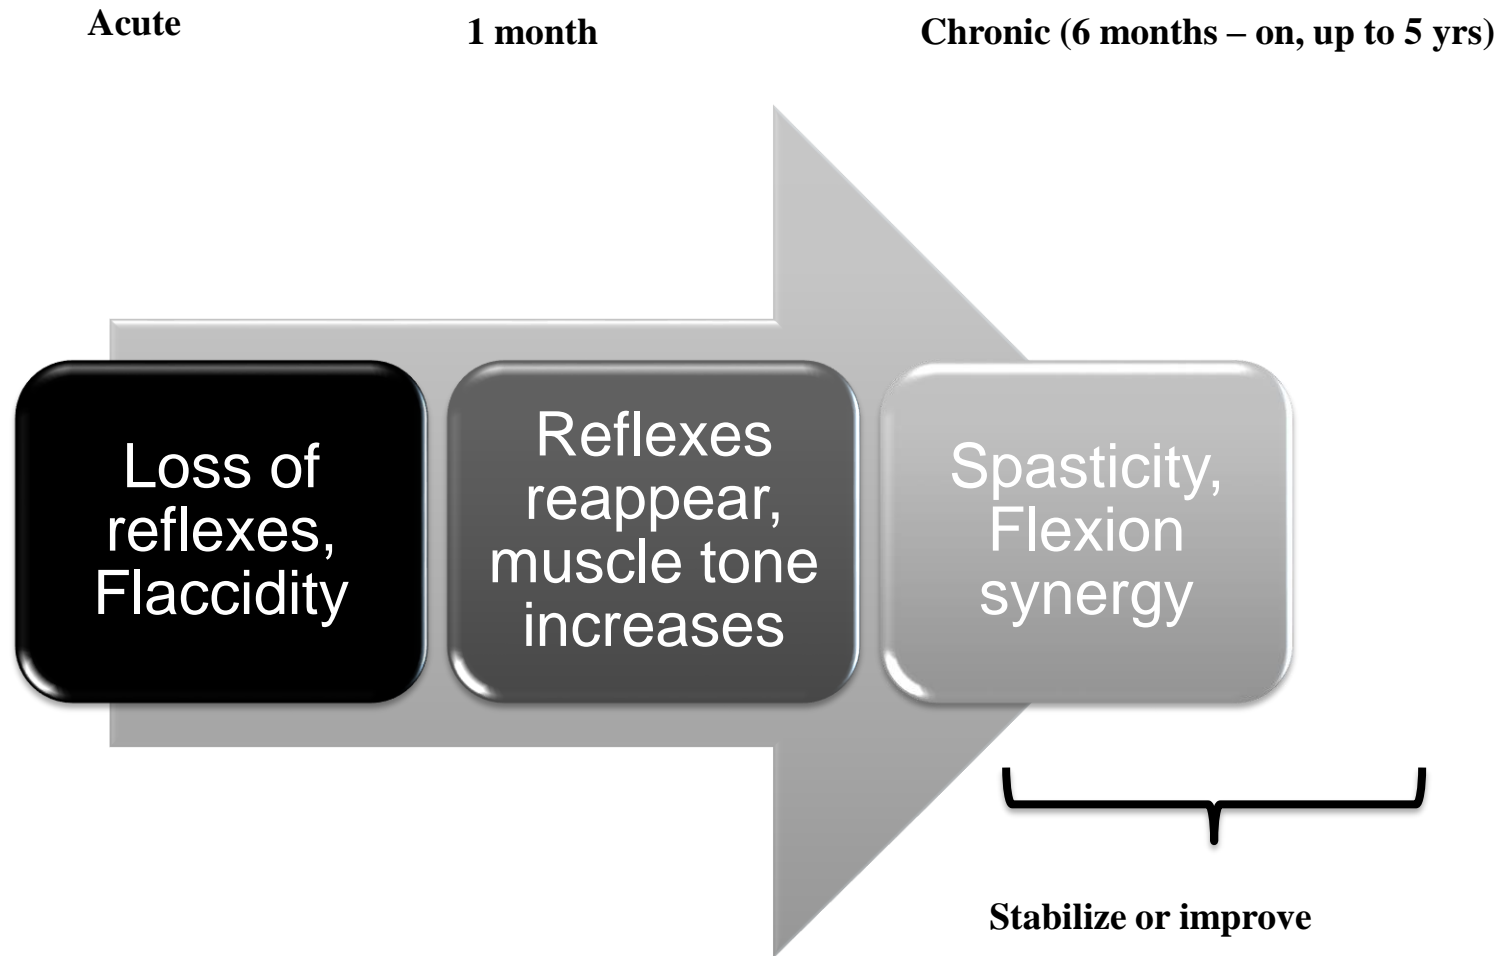 Acute
1 month
Chronic (6 months – on, up to 5 yrs)
Loss of
reflexes,
Flaccidity
Reflexes
reappear,
muscle tone
increases
Spasticity,
Flexion
synergy
Stabilize or improve